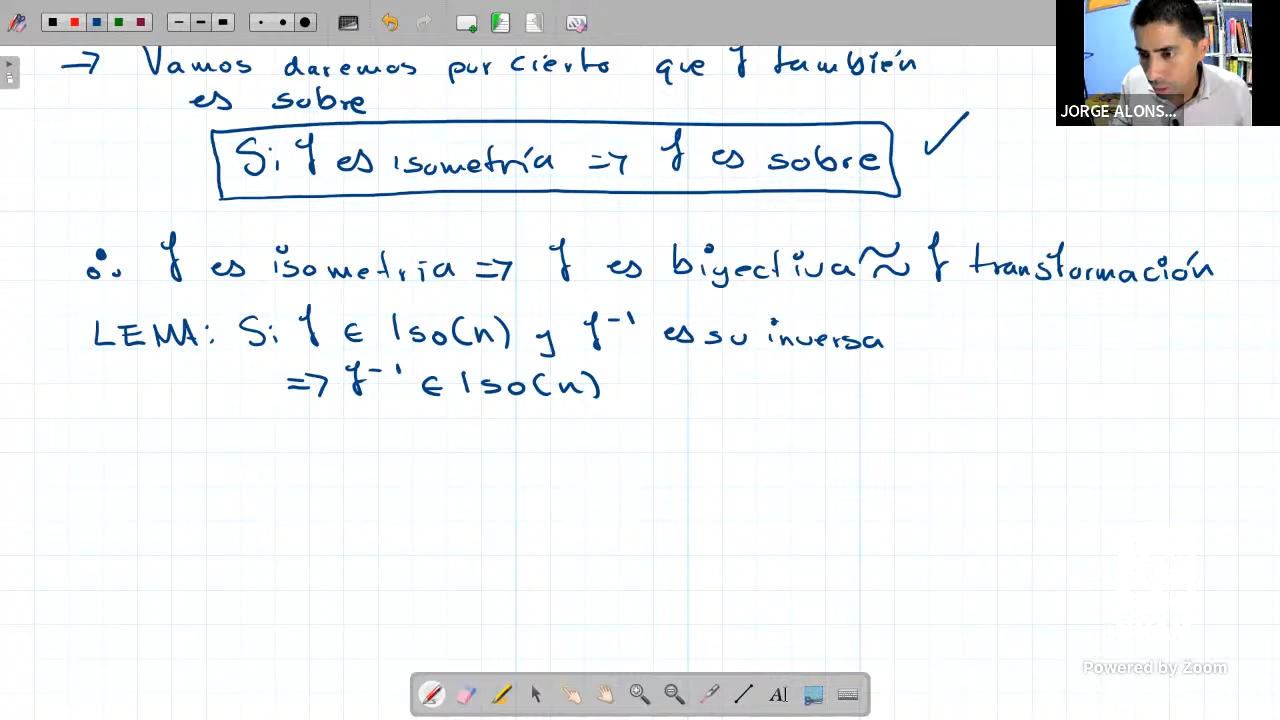 → Vamos daremos por cierto que f también
es sobre
Si f es isometría => f es sobre ✓
∴ f es isometría => f es biyectiva ≈ f transformación
LEMA: Si f ∈ Iso(n) y f⁻¹ es su inversa
=> f⁻¹ ∈ Iso(n)
JORGE ALONS...
Powered by Zoom